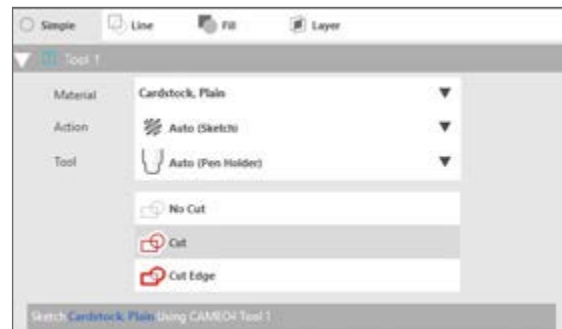 Simple Line Fill Layer
Tool 1
Material Cardstock, Plain
Action Auto (Sketch)
Tool Auto (Pen Holder)
No Cut
Cut
Cut Edge
Sketch Cardstock, Plain Using CAMEO4 Tool 1